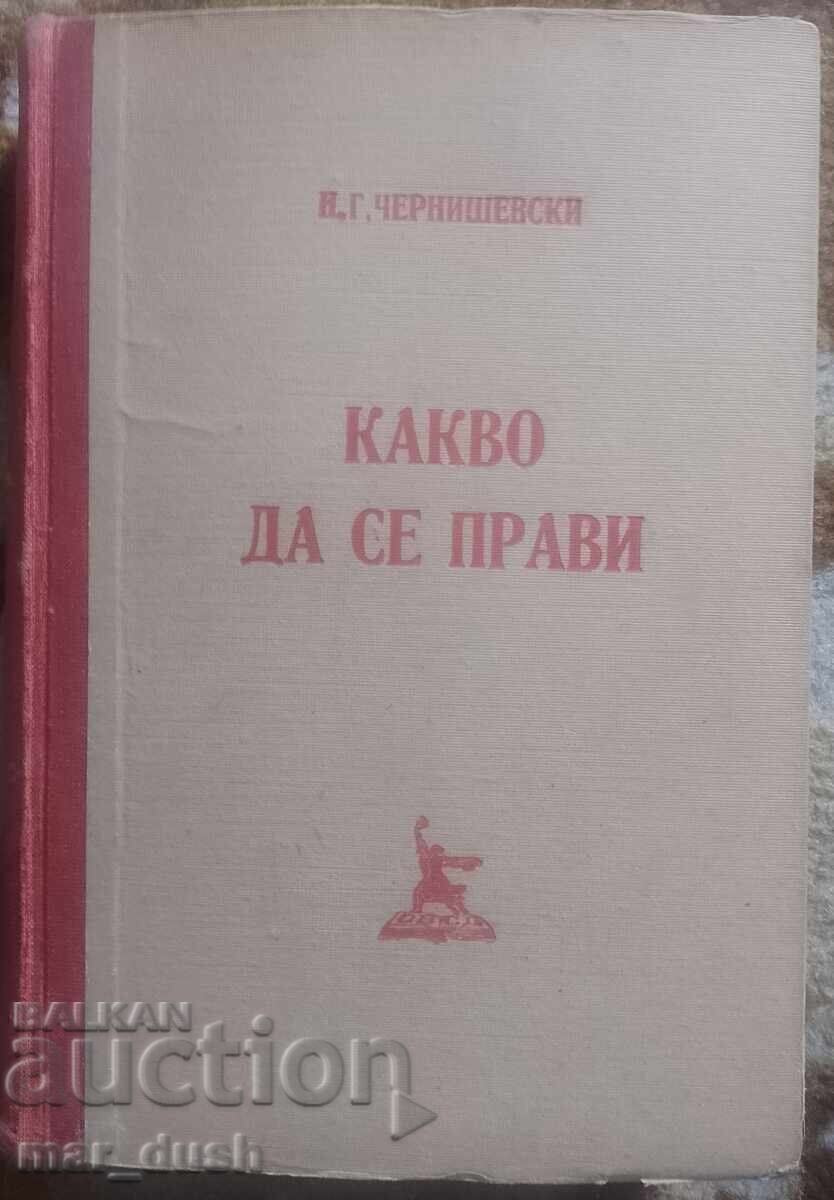 Н.Г.ЧЕРНИШЕВСКИ
КАКВО
ДА СЕ ПРАВИ
BALKAN
auction
mar_dush